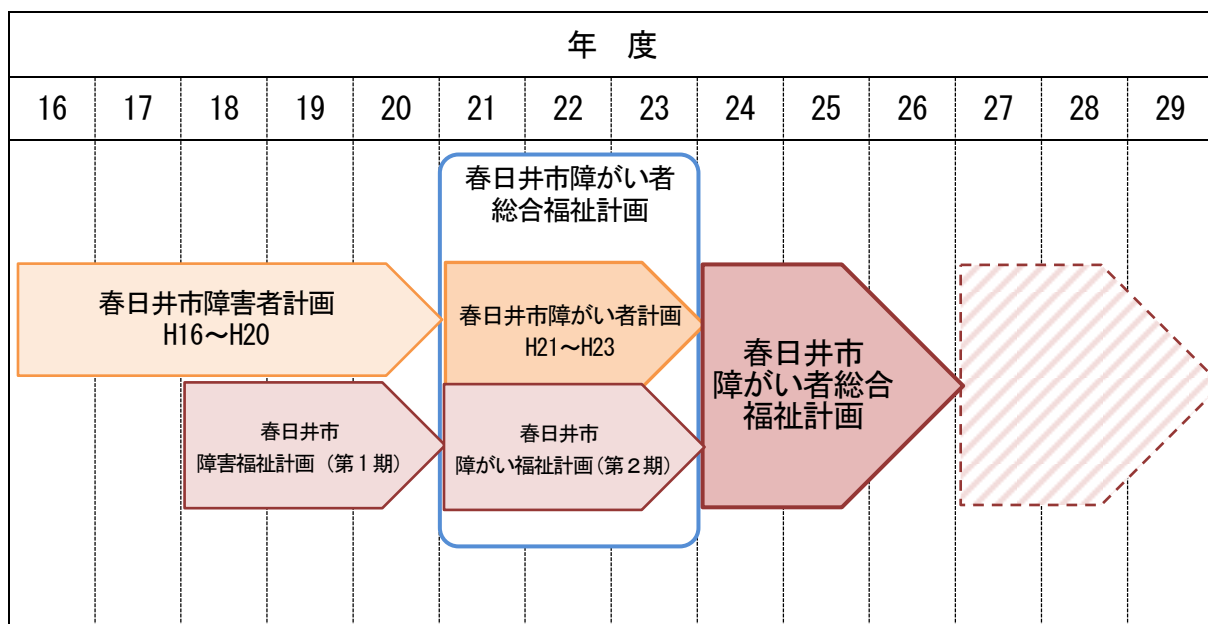 年 度
16 17 18 19 20 21 22 23 24 25 26 27 28 29
春日井市障がい者
総合福祉計画
春日井市障害者計画
H16～H20
春日井市障がい者計画
H21～H23
春日井市
障がい者総合
福祉計画
春日井市
障害福祉計画（第１期）
春日井市
障がい福祉計画（第２期）